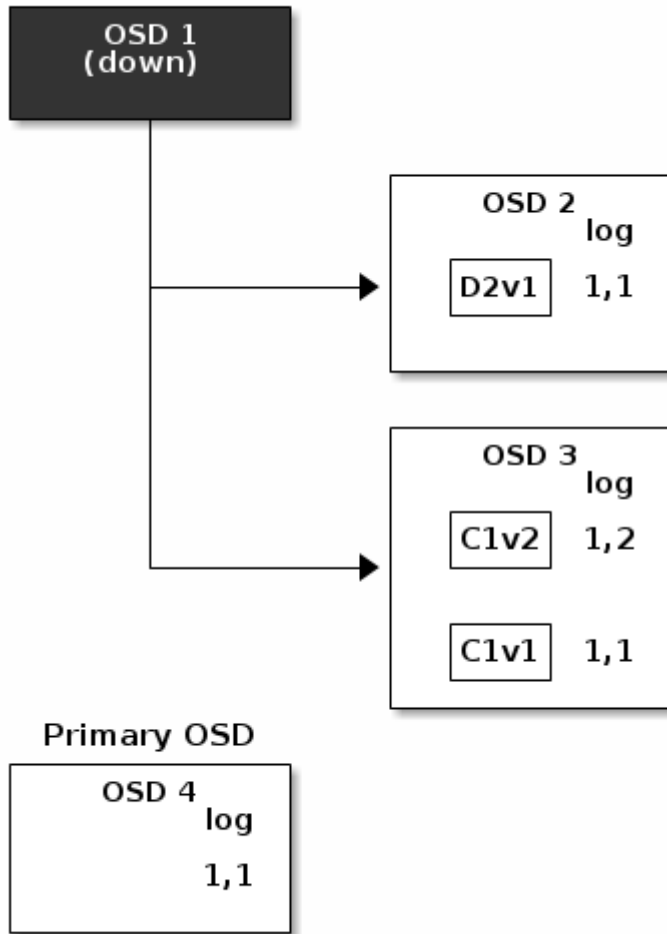 OSD 1
(down)
OSD 2
log
D2v1 1,1
OSD 3
log
C1v2 1,2
C1v1 1,1
Primary OSD
OSD 4
log
1,1